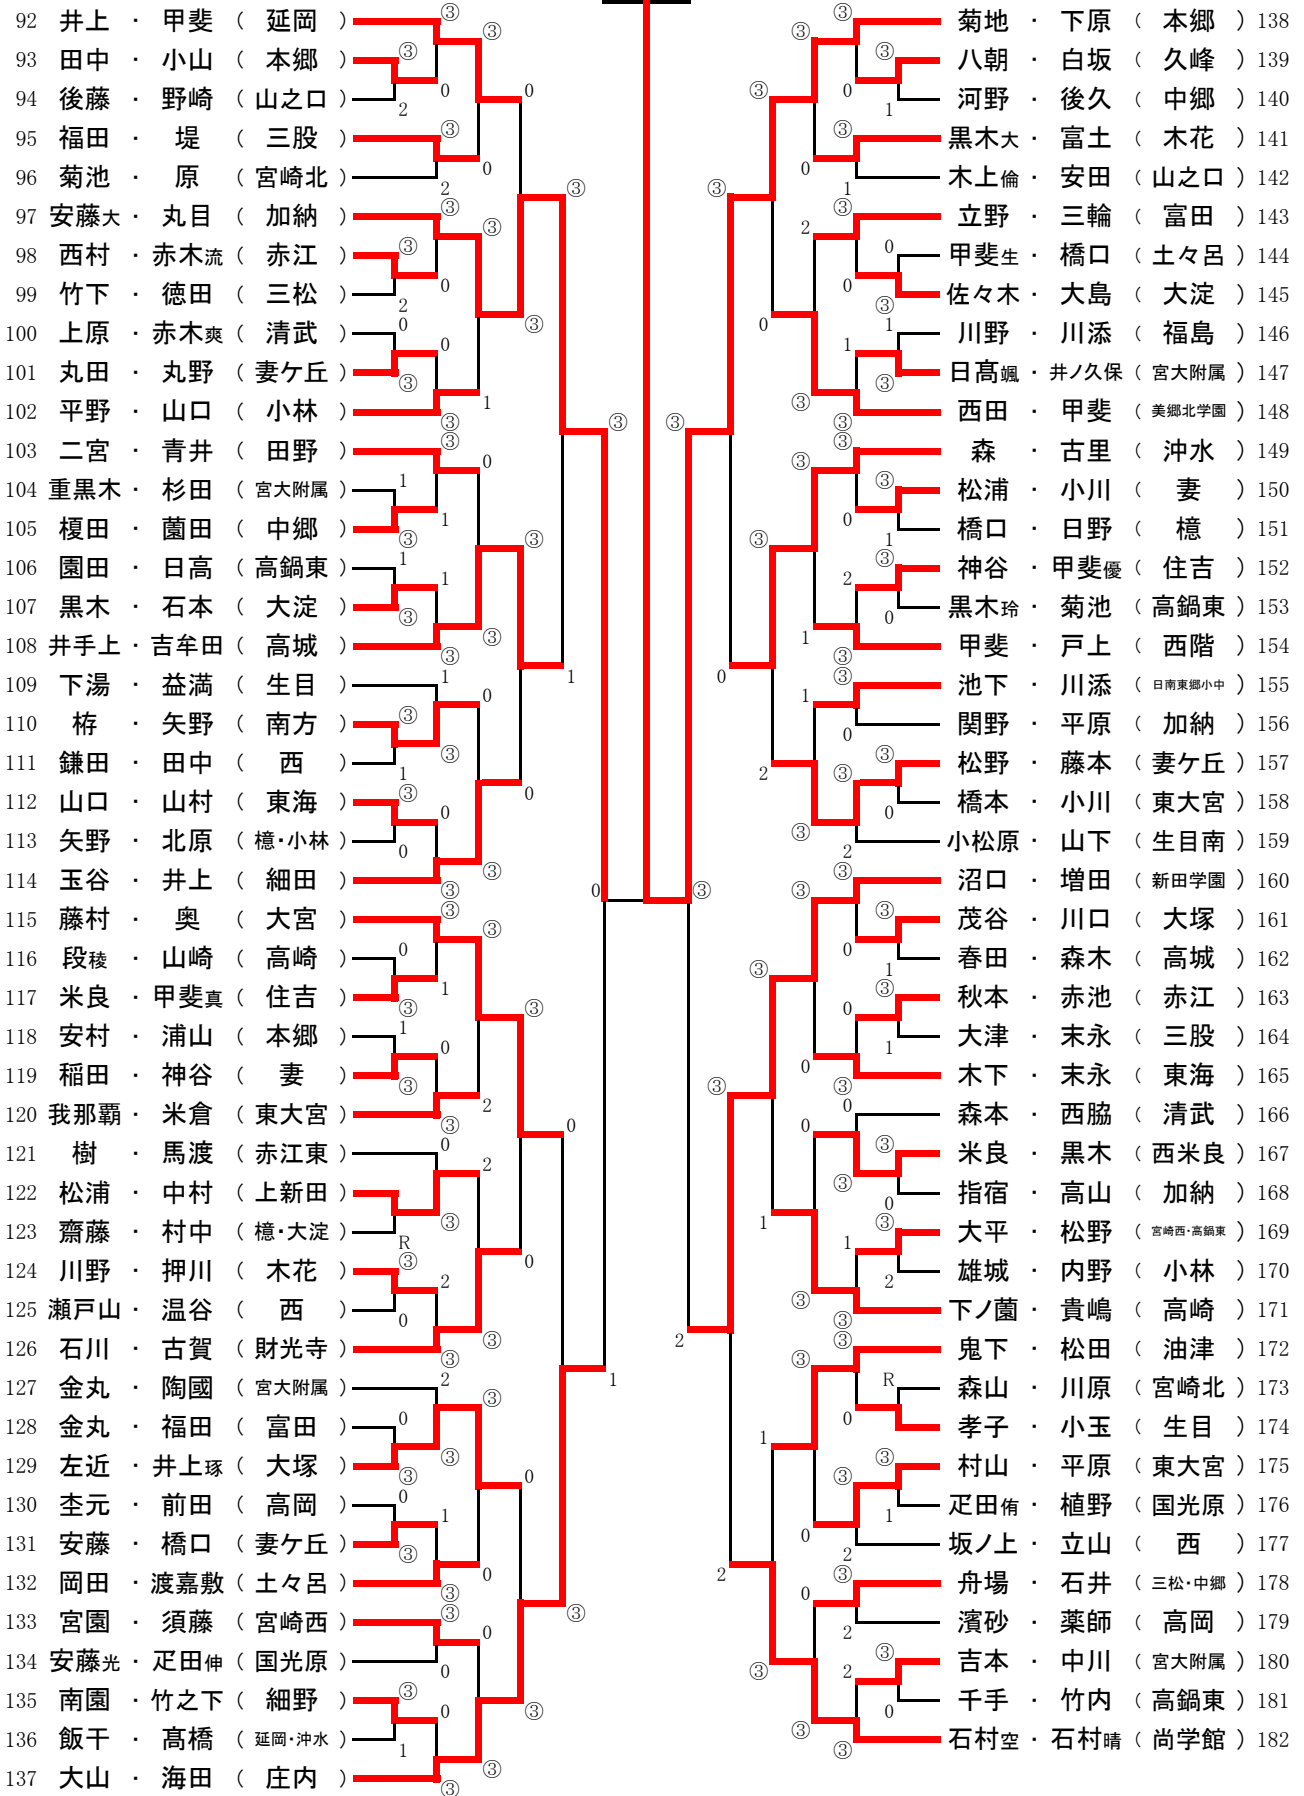 92 井上 ・ 甲斐 （ 延岡 ）
93 田中 ・ 小山 （ 本郷 ）
94 後藤 ・ 野崎 （ 山之口 ）
95 福田 ・ 堤 （ 三股 ）
96 菊池 ・ 原 （ 宮崎北 ）
97 安藤大 ・ 丸目 （ 加納 ）
98 西村 ・ 赤木流 （ 赤江 ）
99 竹下 ・ 徳田 （ 三松 ）
100 上原 ・ 赤木爽 （ 清武 ）
101 丸田 ・ 丸野 （ 妻ケ丘 ）
102 平野 ・ 山口 （ 小林 ）
103 二宮 ・ 青井 （ 田野 ）
104 重黒木 ・ 杉田 （ 宮大附属 ）
105 榎田 ・ 薗田 （ 中郷 ）
106 園田 ・ 日高 （ 高鍋東 ）
107 黒木 ・ 石本 （ 大淀 ）
108 井手上 ・ 吉牟田 （ 高城 ）
109 下湯 ・ 益満 （ 生目 ）
110 栫 ・ 矢野 （ 南方 ）
111 鎌田 ・ 田中 （ 西 ）
112 山口 ・ 山村 （ 東海 ）
113 矢野 ・ 北原 （ 檍・小林 ）
114 玉谷 ・ 井上 （ 細田 ）
115 藤村 ・ 奥 （ 大宮 ）
116 段稜 ・ 山崎 （ 高崎 ）
117 米良 ・ 甲斐真 （ 住吉 ）
118 安村 ・ 浦山 （ 本郷 ）
119 稲田 ・ 神谷 （ 妻 ）
120 我那覇 ・ 米倉 （ 東大宮 ）
121 樹 ・ 馬渡 （ 赤江東 ）
122 松浦 ・ 中村 （ 上新田 ）
123 齋藤 ・ 村中 （ 檍・大淀 ）
124 川野 ・ 押川 （ 木花 ）
125 瀬戸山 ・ 温谷 （ 西 ）
126 石川 ・ 古賀 （ 財光寺 ）
127 金丸 ・ 陶國 （ 宮大附属 ）
128 金丸 ・ 福田 （ 富田 ）
129 左近 ・ 井上琢 （ 大塚 ）
130 杢元 ・ 前田 （ 高岡 ）
131 安藤 ・ 橋口 （ 妻ケ丘 ）
132 岡田 ・ 渡嘉敷 （ 土々呂 ）
133 宮園 ・ 須藤 （ 宮崎西 ）
134 安藤光 ・ 疋田伸 （ 国光原 ）
135 南園 ・ 竹之下 （ 細野 ）
136 飯干 ・ 髙橋 （ 延岡・沖水 ）
137 大山 ・ 海田 （ 庄内 ）
菊地 ・ 下原 （ 本郷 ） 138
八朝 ・ 白坂 （ 久峰 ） 139
河野 ・ 後久 （ 中郷 ） 140
黒木大 ・ 富土 （ 木花 ） 141
木上倫 ・ 安田 （ 山之口 ） 142
立野 ・ 三輪 （ 富田 ） 143
甲斐生 ・ 橋口 （ 土々呂 ） 144
佐々木 ・ 大島 （ 大淀 ） 145
川野 ・ 川添 （ 福島 ） 146
日髙颯 ・ 井ノ久保 （ 宮大附属 ） 147
西田 ・ 甲斐 （ 美郷北学園 ） 148
森 ・ 古里 （ 沖水 ） 149
松浦 ・ 小川 （ 妻 ） 150
橋口 ・ 日野 （ 檍 ） 151
神谷 ・ 甲斐優 （ 住吉 ） 152
黒木玲 ・ 菊池 （ 高鍋東 ） 153
甲斐 ・ 戸上 （ 西階 ） 154
池下 ・ 川添 （ 日南東郷小中 ） 155
関野 ・ 平原 （ 加納 ） 156
松野 ・ 藤本 （ 妻ケ丘 ） 157
橋本 ・ 小川 （ 東大宮 ） 158
小松原 ・ 山下 （ 生目南 ） 159
沼口 ・ 増田 （ 新田学園 ） 160
茂谷 ・ 川口 （ 大塚 ） 161
春田 ・ 森木 （ 高城 ） 162
秋本 ・ 赤池 （ 赤江 ） 163
大津 ・ 末永 （ 三股 ） 164
木下 ・ 末永 （ 東海 ） 165
森本 ・ 西脇 （ 清武 ） 166
米良 ・ 黒木 （ 西米良 ） 167
指宿 ・ 高山 （ 加納 ） 168
大平 ・ 松野 （ 宮崎西・高鍋東 ） 169
雄城 ・ 内野 （ 小林 ） 170
下ノ薗 ・ 貴嶋 （ 高崎 ） 171
鬼下 ・ 松田 （ 油津 ） 172
森山 ・ 川原 （ 宮崎北 ） 173
孝子 ・ 小玉 （ 生目 ） 174
村山 ・ 平原 （ 東大宮 ） 175
疋田侑 ・ 植野 （ 国光原 ） 176
坂ノ上 ・ 立山 （ 西 ） 177
舟場 ・ 石井 （ 三松・中郷 ） 178
濱砂 ・ 薬師 （ 高岡 ） 179
吉本 ・ 中川 （ 宮大附属 ） 180
千手 ・ 竹内 （ 高鍋東 ） 181
石村空 ・ 石村晴 （ 尚学館 ） 182